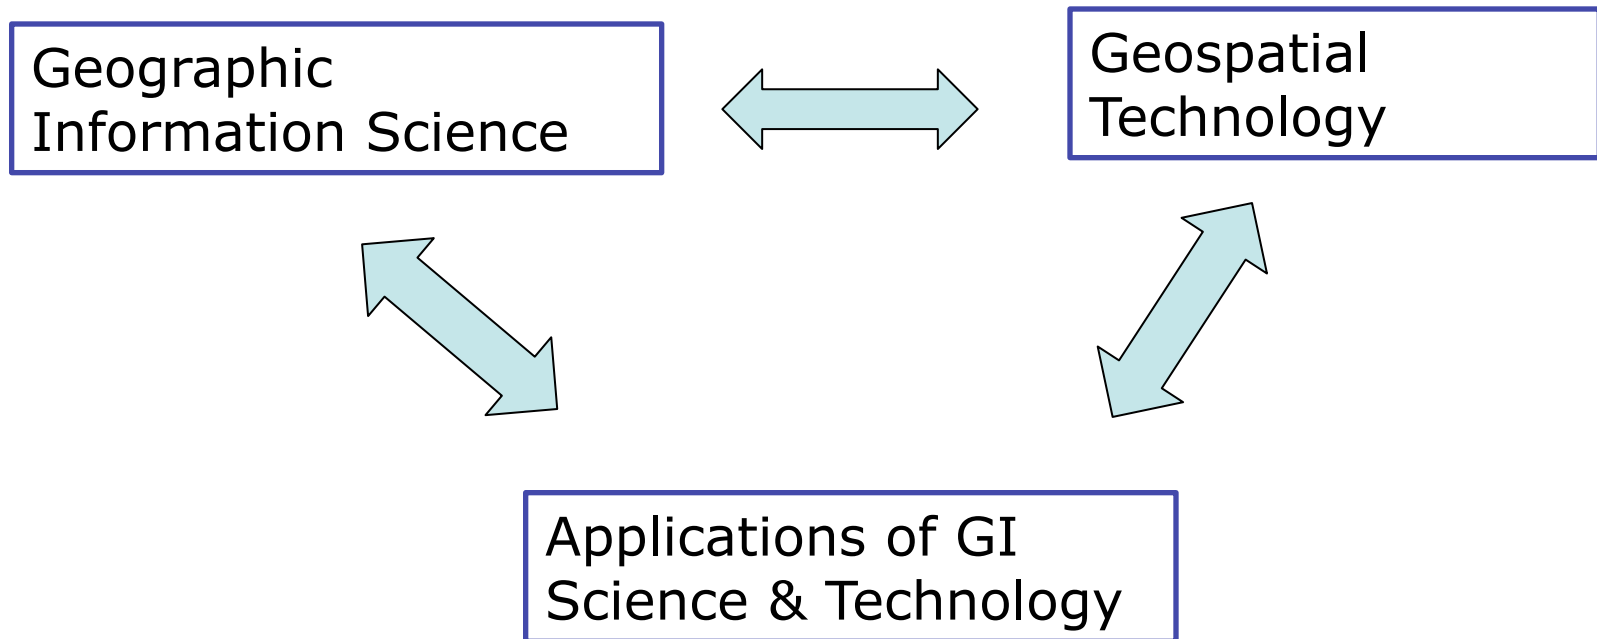 Geographic
Information Science
Geospatial
Technology
Applications of GI
Science & Technology